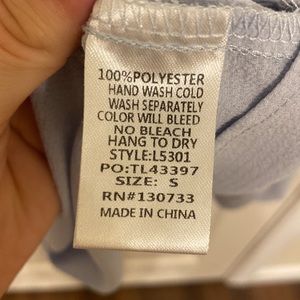 100%POLYESTER
HAND WASH COLD
WASH SEPARATELY
COLOR WILL BLEED
NO BLEACH
HANG TO DRY
STYLE:L5301
PO:TL43397
SIZE: S
RN#130733
MADE IN CHINA